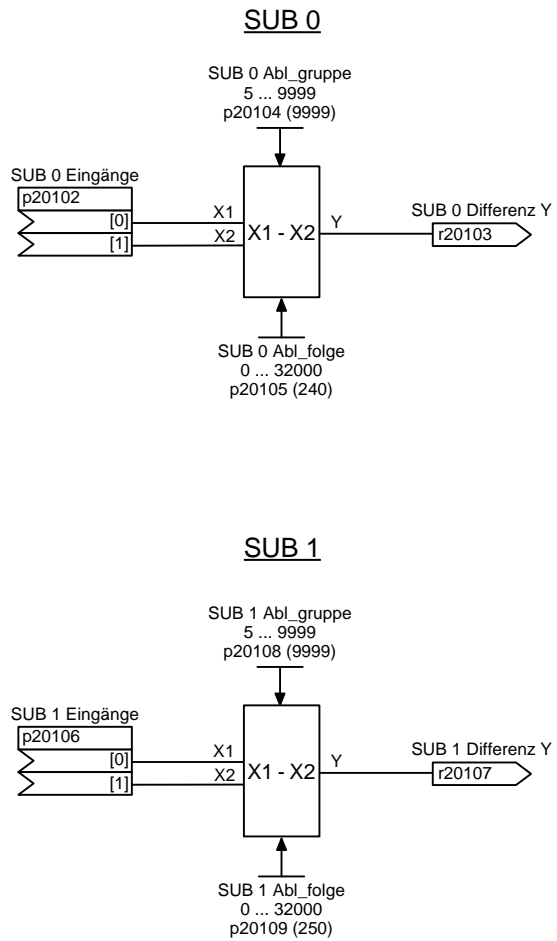 SUB 0
SUB 0 Abl_gruppe
5 ... 9999
p20104 (9999)
SUB 0 Eingänge
p20102
[0]
[1]
X1
X2
X1 - X2
Y
SUB 0 Differenz Y
r20103
SUB 0 Abl_folge
0 ... 32000
p20105 (240)
SUB 1
SUB 1 Abl_gruppe
5 ... 9999
p20108 (9999)
SUB 1 Eingänge
p20106
[0]
[1]
X1
X2
X1 - X2
Y
SUB 1 Differenz Y
r20107
SUB 1 Abl_folge
0 ... 32000
p20109 (250)